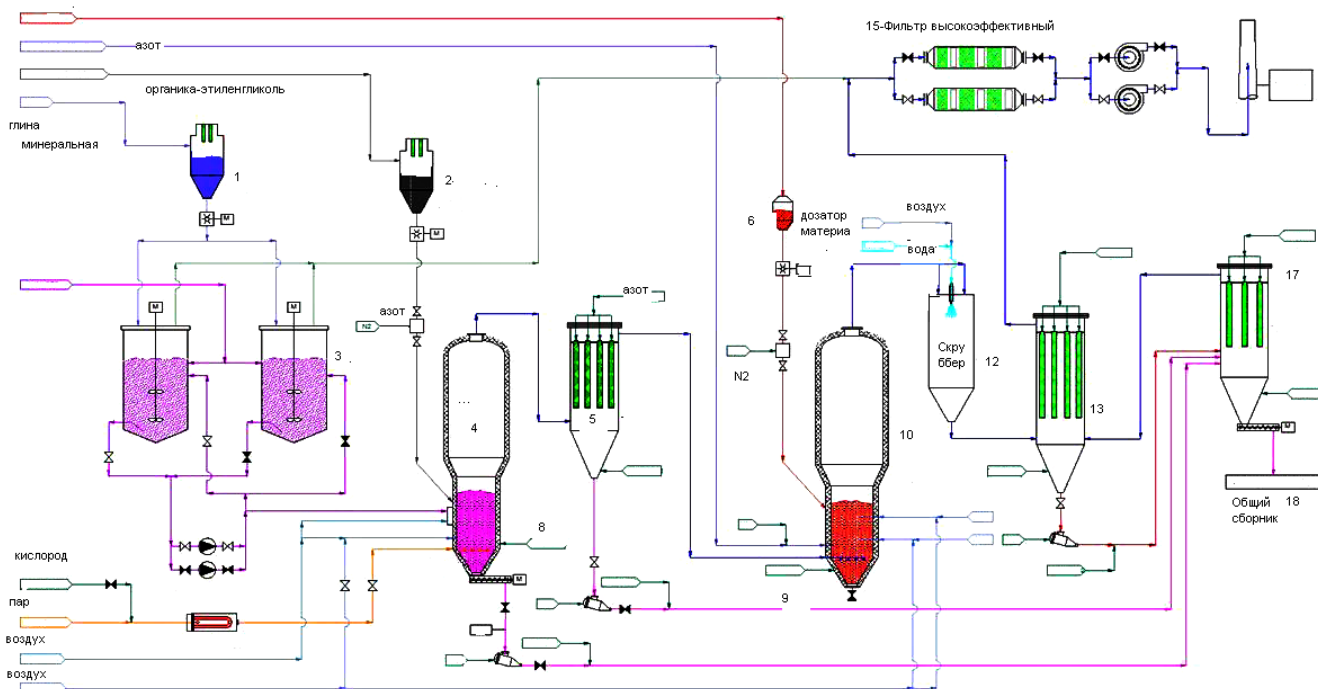 15-Фильтр высокоэффективный
азот
органика-этиленгликоль
глина
минеральная
1
2
M
M
6
дозатор
материа
воздух
вода
17
азот
азот
N2
M
M
3
4
5
N2
Скру
ббер
12
13
10
M
18
Общий
сборник
8
M
9
кислород
пар
воздух
воздух